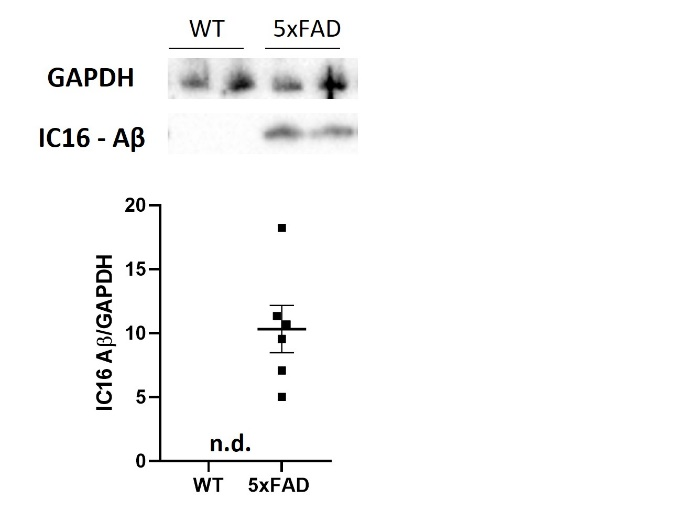 WT 5xFAD
GAPDH
IC16 - Aβ
20
15
10
5
0
IC16 Aβ/GAPDH
n.d.
WT 5xFAD